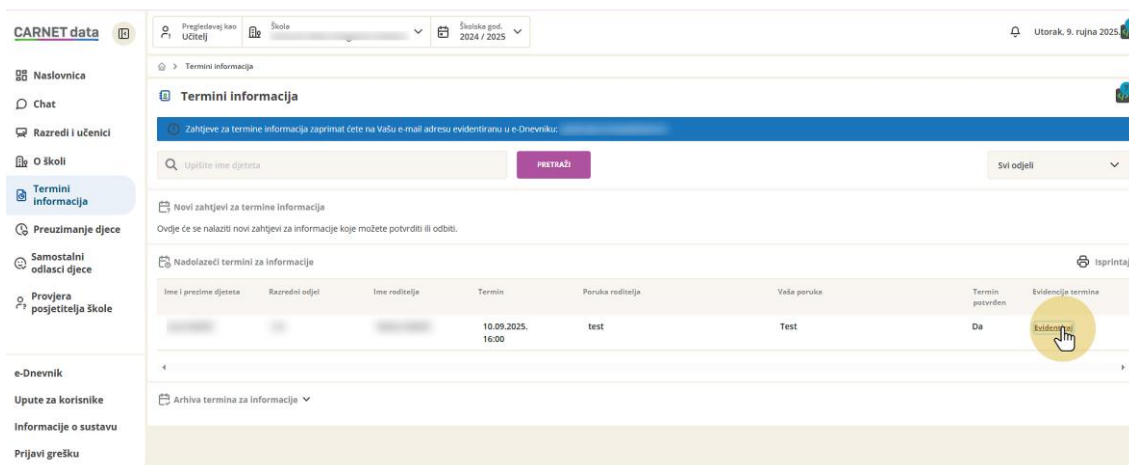 CARNET data
Pregledavaj kao
Učitelj
Škola
Školska god.
2024 / 2025
Utorak, 9. rujna 2025.
Naslovnica
Chat
Razredi i učenici
O školi
Termini
informacija
Preuzimanje djece
Samostalni
odlasci djece
Provjera
posjetitelja škole
e-Dnevnik
Upute za korisnike
Informacije o sustavu
Prijavi grešku
> Termini informacija
Termini informacija
Zahtjeve za termine informacija zaprimat ćete na Vašu e-mail adresu evidentiranu u e-Dnevniku:
Upišite ime djeteta
PRETRAŽI
Svi odjeli
Novi zahtjevi za termine informacija
Ovdje će se nalaziti novi zahtjevi za informacije koje možete potvrditi ili odbiti.
Nadolazeći termini za informacije
Isprintaj
Ime i prezime djeteta Razredni odjel Ime roditelja Termin Poruka roditelja Vaša poruka Termin potvrđen Evidencija termina
10.09.2025. 16:00 test Test Da Evidentiraj
Arhiva termina za informacije